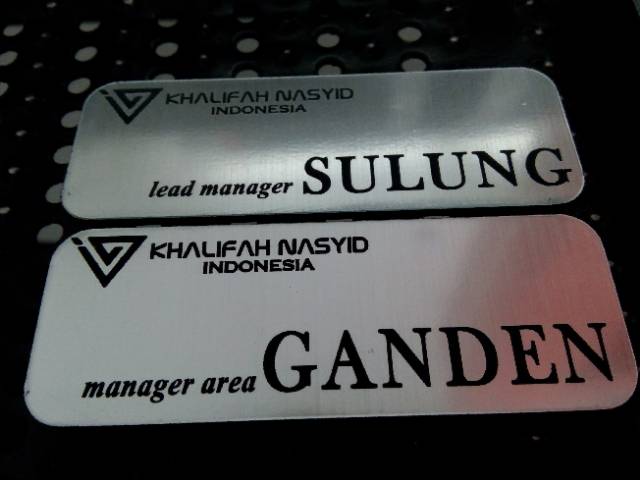 KHALIFAH NASYID
INDONESIA
lead manager SULUNG
KHALIFAH NASYID
INDONESIA
manager area GANDEN